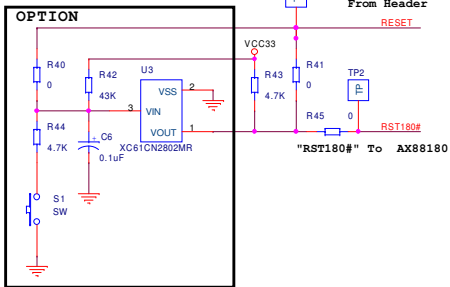 From Header
OPTION
RESET
VCC33
R40
0
R42
43K
U3
VSS
2
R43
4.7K
R41
0
TP2
TP
3
VIN
R44
4.7K
C6
+
0.1uF
VOUT
1
XC61CN2802MR
R45
0
RST180#
"RST180#" To AX88180
S1
SW